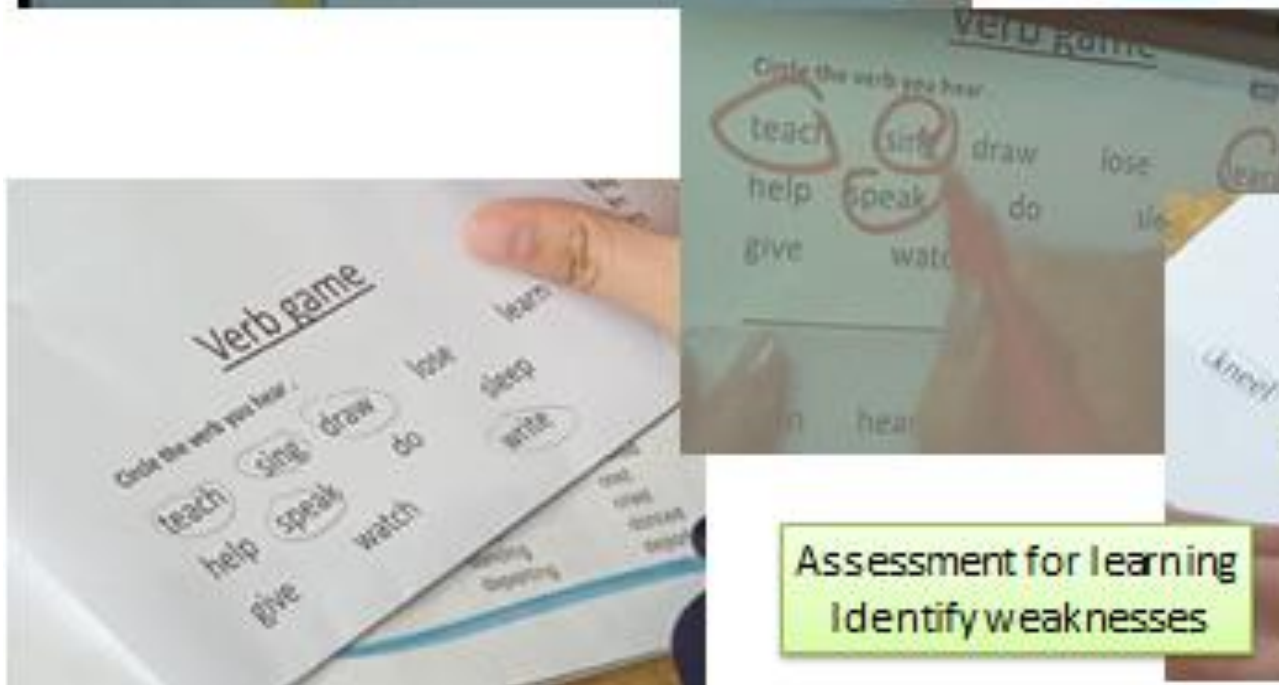 Verb game
Circle the verb you hear.
teach sing draw lose learn
help speak do sleep
give watch write
Verb game
Circle the verb you hear.
teach sing draw lose learn
help speak do
give
kneel
Assessment for learning
Identify weaknesses